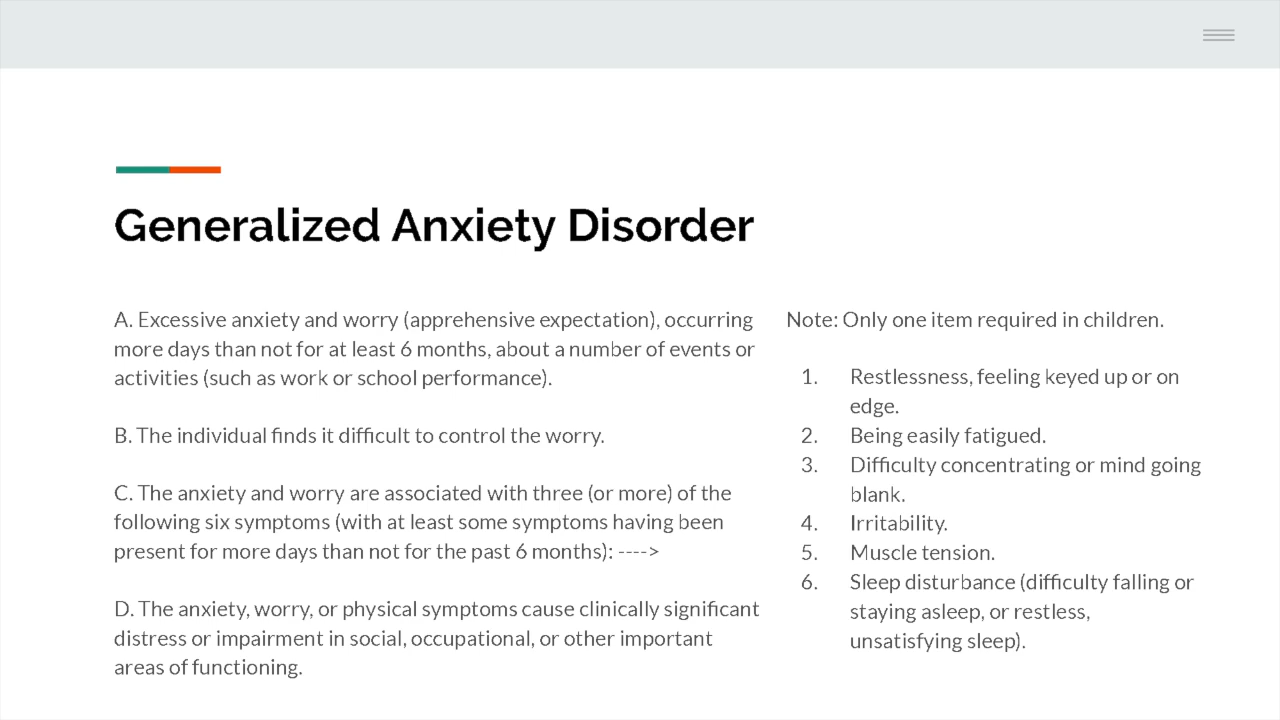 Generalized Anxiety Disorder
A. Excessive anxiety and worry (apprehensive expectation), occurring
more days than not for at least 6 months, about a number of events or
activities (such as work or school performance).
B. The individual finds it difficult to control the worry.
C. The anxiety and worry are associated with three (or more) of the
following six symptoms (with at least some symptoms having been
present for more days than not for the past 6 months): ---->
D. The anxiety, worry, or physical symptoms cause clinically significant
distress or impairment in social, occupational, or other important
areas of functioning.
Note: Only one item required in children.
1. Restlessness, feeling keyed up or on
edge.
2. Being easily fatigued.
3. Difficulty concentrating or mind going
blank.
4. Irritability.
5. Muscle tension.
6. Sleep disturbance (difficulty falling or
staying asleep, or restless,
unsatisfying sleep).